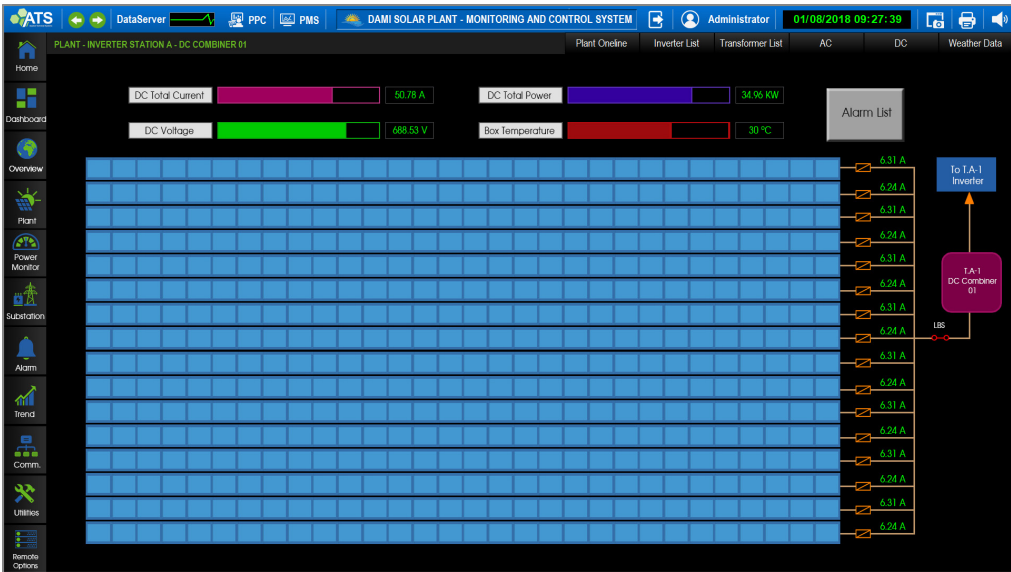 ATS DataServer PPC PMS DAMI SOLAR PLANT - MONITORING AND CONTROL SYSTEM Administrator 01/08/2018 09:27:39
PLANT - INVERTER STATION A - DC COMBINER 01 Plant Oneline Inverter List Transformer List AC DC Weather Data
Home
Dashboard
Overview
Plant
Power
Monitor
Substation
Alarm
Trend
Comm.
Utilities
Remote
Options
DC Total Current 50.78 A DC Total Power 34.96 KW
DC Voltage 688.53 V Box Temperature 30 °C
Alarm List
6.31 A
6.24 A
6.31 A
6.24 A
6.31 A
6.24 A
6.31 A
6.24 A
6.31 A
6.24 A
6.31 A
6.24 A
6.31 A
6.24 A
6.31 A
6.24 A
To T.A-1
Inverter
T.A-1
DC Combiner
01
LBS